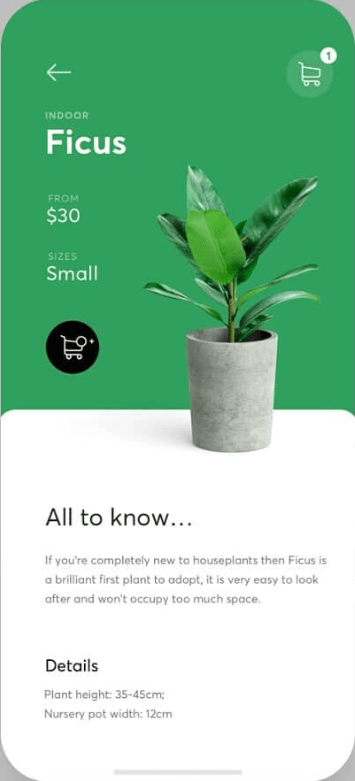 1
INDOOR
Ficus
FROM
$30
SIZES
Small
All to know...
If you're completely new to houseplants then Ficus is
a brilliant first plant to adopt, it is very easy to look
after and won't occupy too much space.
Details
Plant height: 35-45cm;
Nursery pot width: 12cm